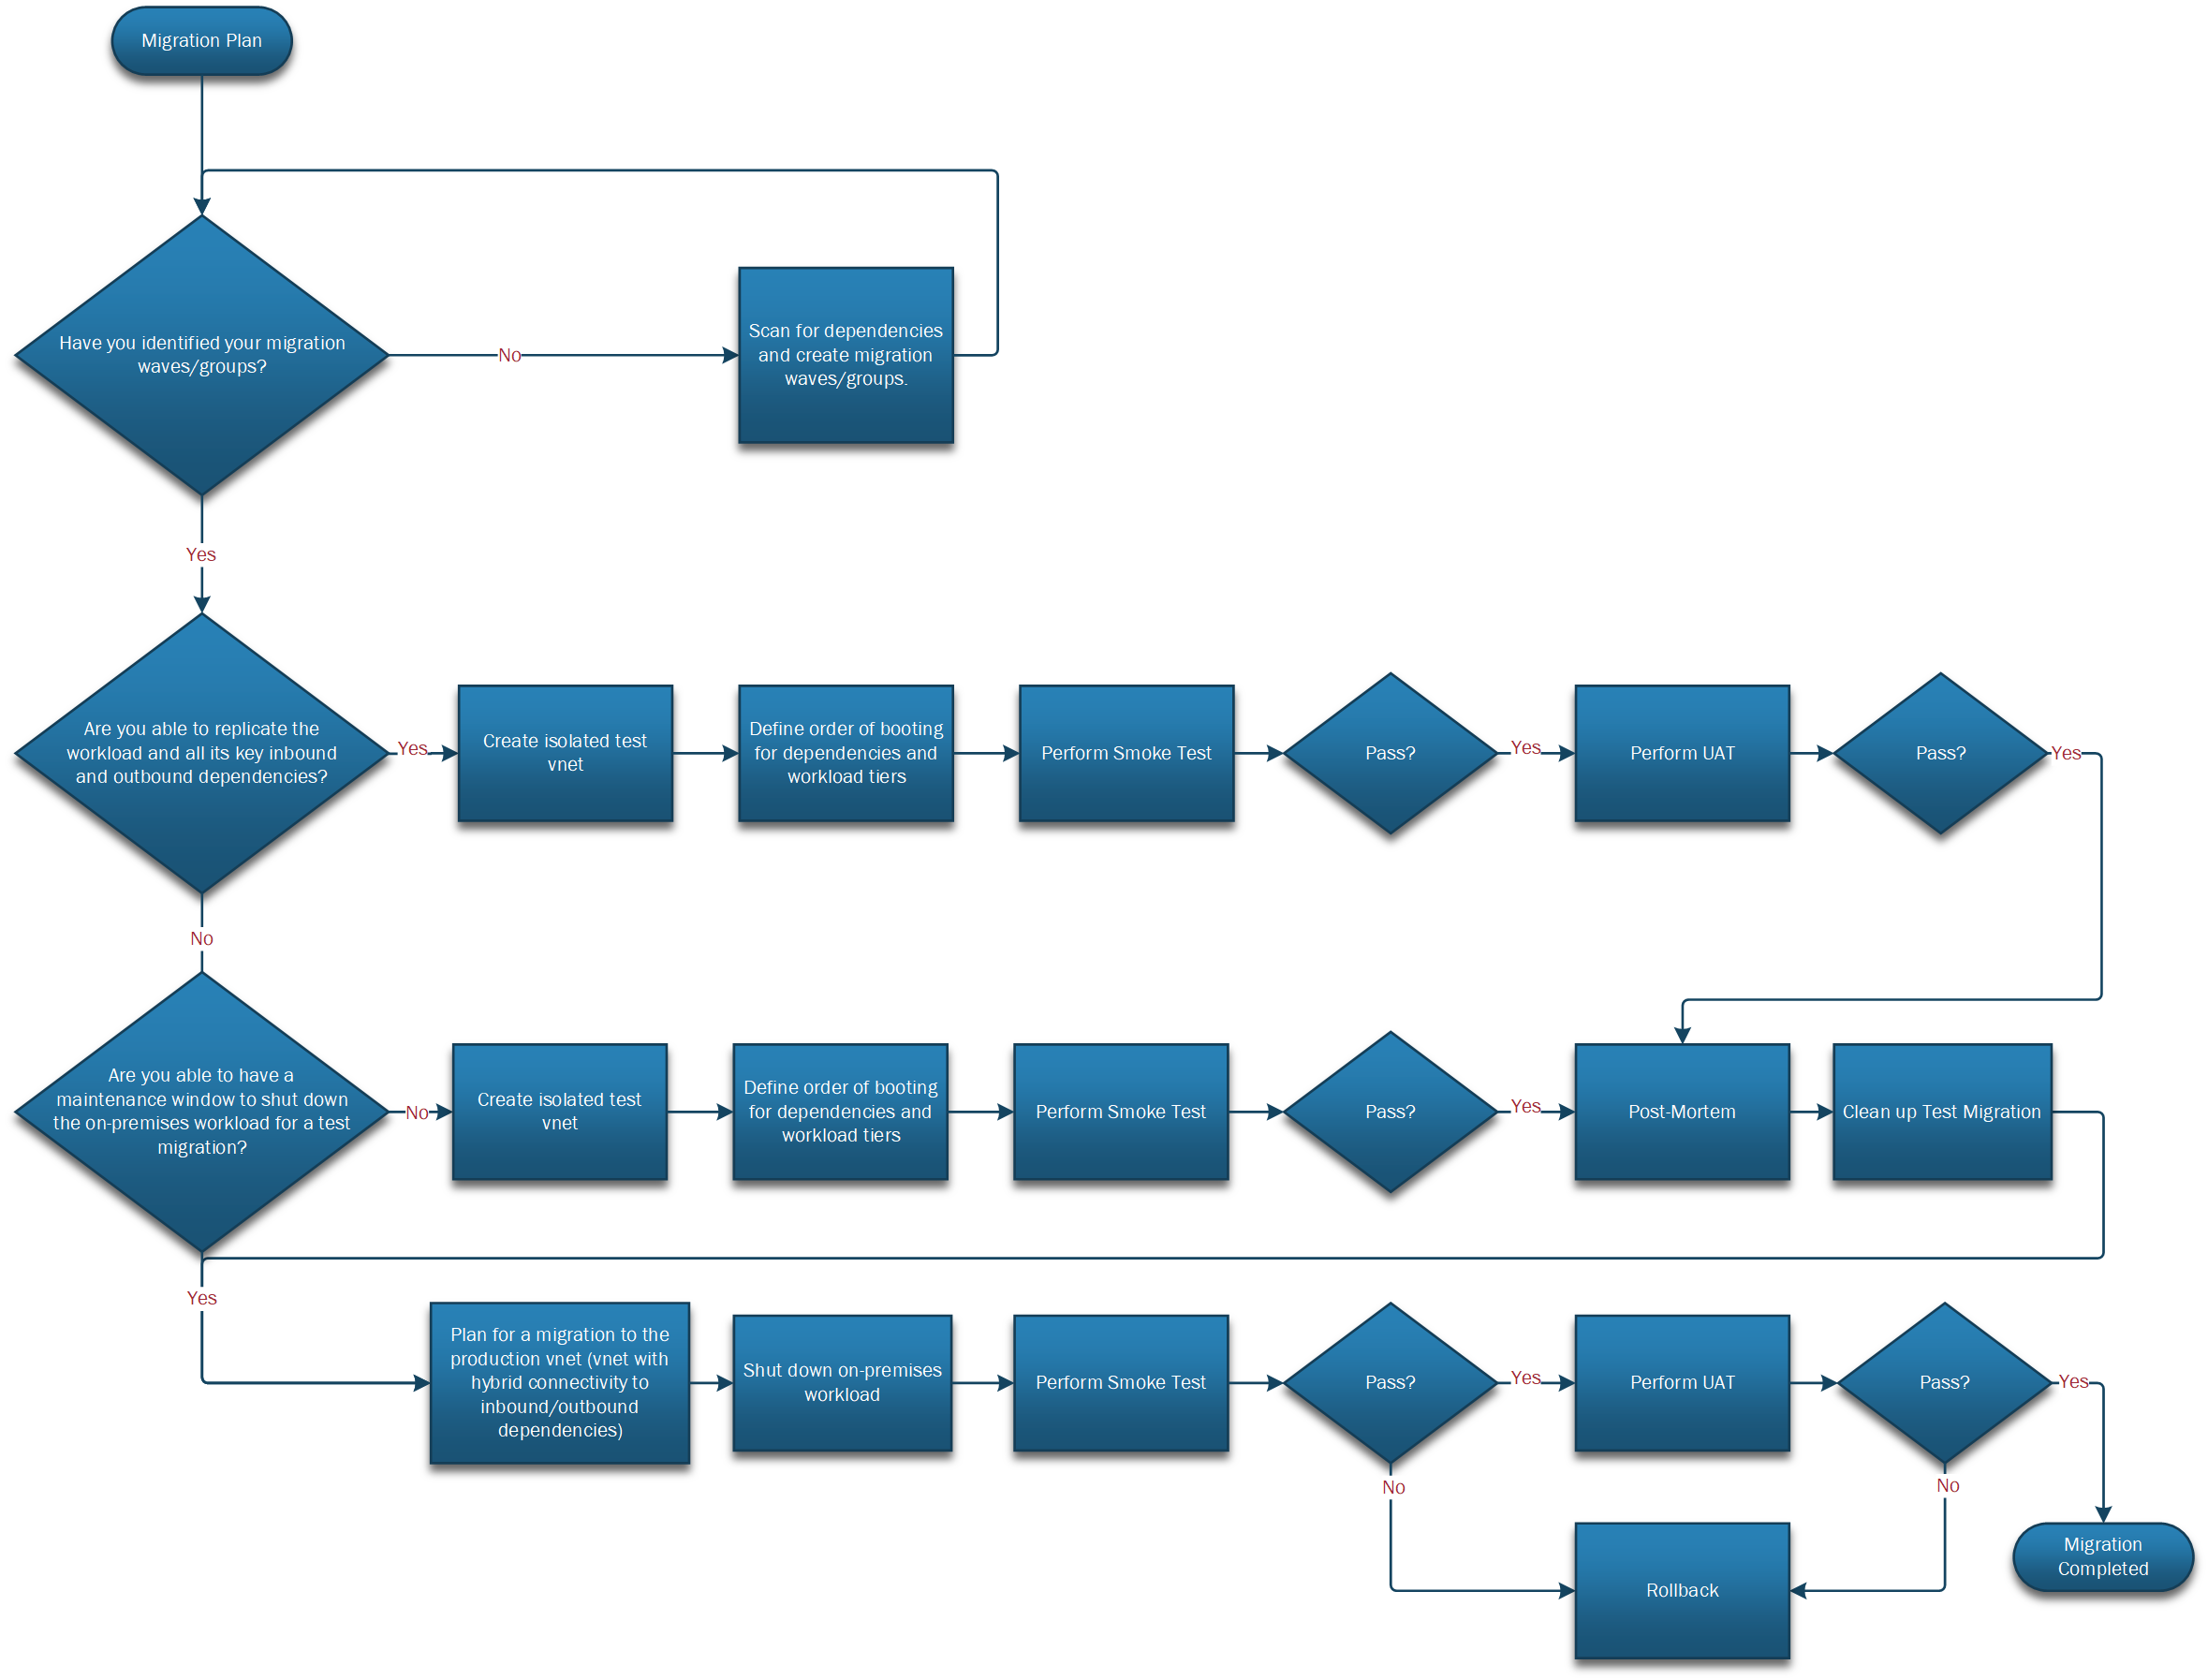 Migration Plan
Have you identified your migration
waves/groups?
No
Scan for dependencies
and create migration
waves/groups.
Yes
Are you able to replicate the
workload and all its key inbound
and outbound dependencies?
Yes
Create isolated test
vnet
Define order of booting
for dependencies and
workload tiers
Perform Smoke Test
Pass?
Yes
Perform UAT
Pass?
Yes
No
Are you able to have a
maintenance window to shut down
the on-premises workload for a test
migration?
No
Create isolated test
vnet
Define order of booting
for dependencies and
workload tiers
Perform Smoke Test
Pass?
Yes
Post-Mortem
Clean up Test Migration
Yes
Plan for a migration to the
production vnet (vnet with
hybrid connectivity to
inbound/outbound
dependencies)
Shut down on-premises
workload
Perform Smoke Test
Pass?
Yes
Perform UAT
Pass?
Yes
No
No
Rollback
Migration
Completed